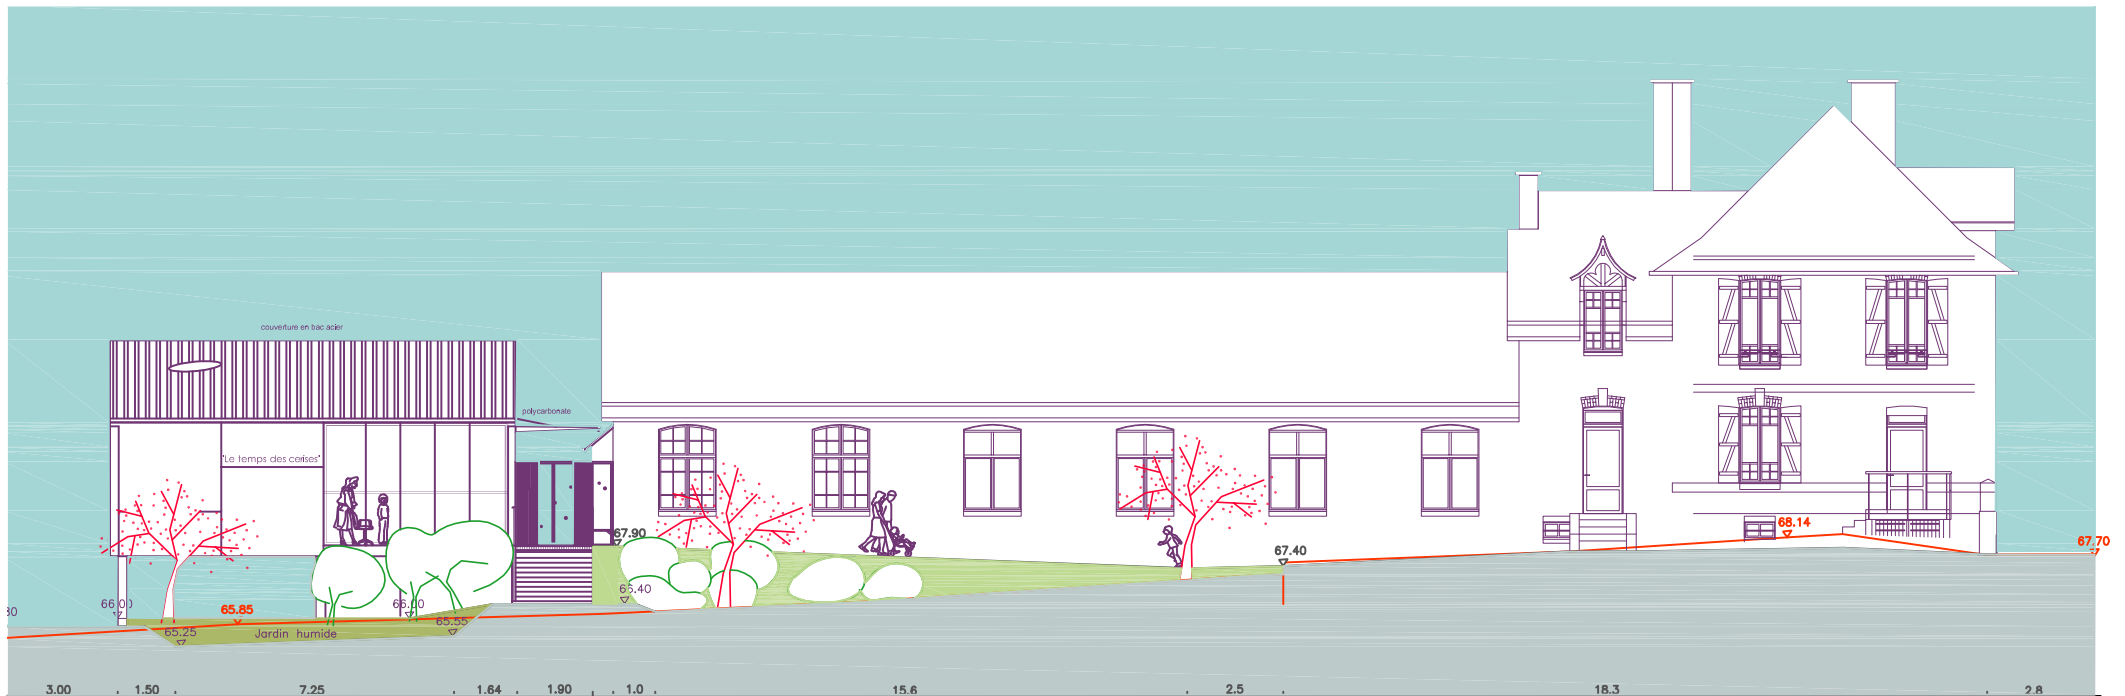 couverture en bac acier
polycarbonate
"Le temps des cerises"
67.90
68.14
67.40
67.70
66.00
65.85
66.00
65.25
Jardin humide
65.55
3.00 1.50 7.25 1.64 1.90 1.0 15.6 2.5 18.3 2.8